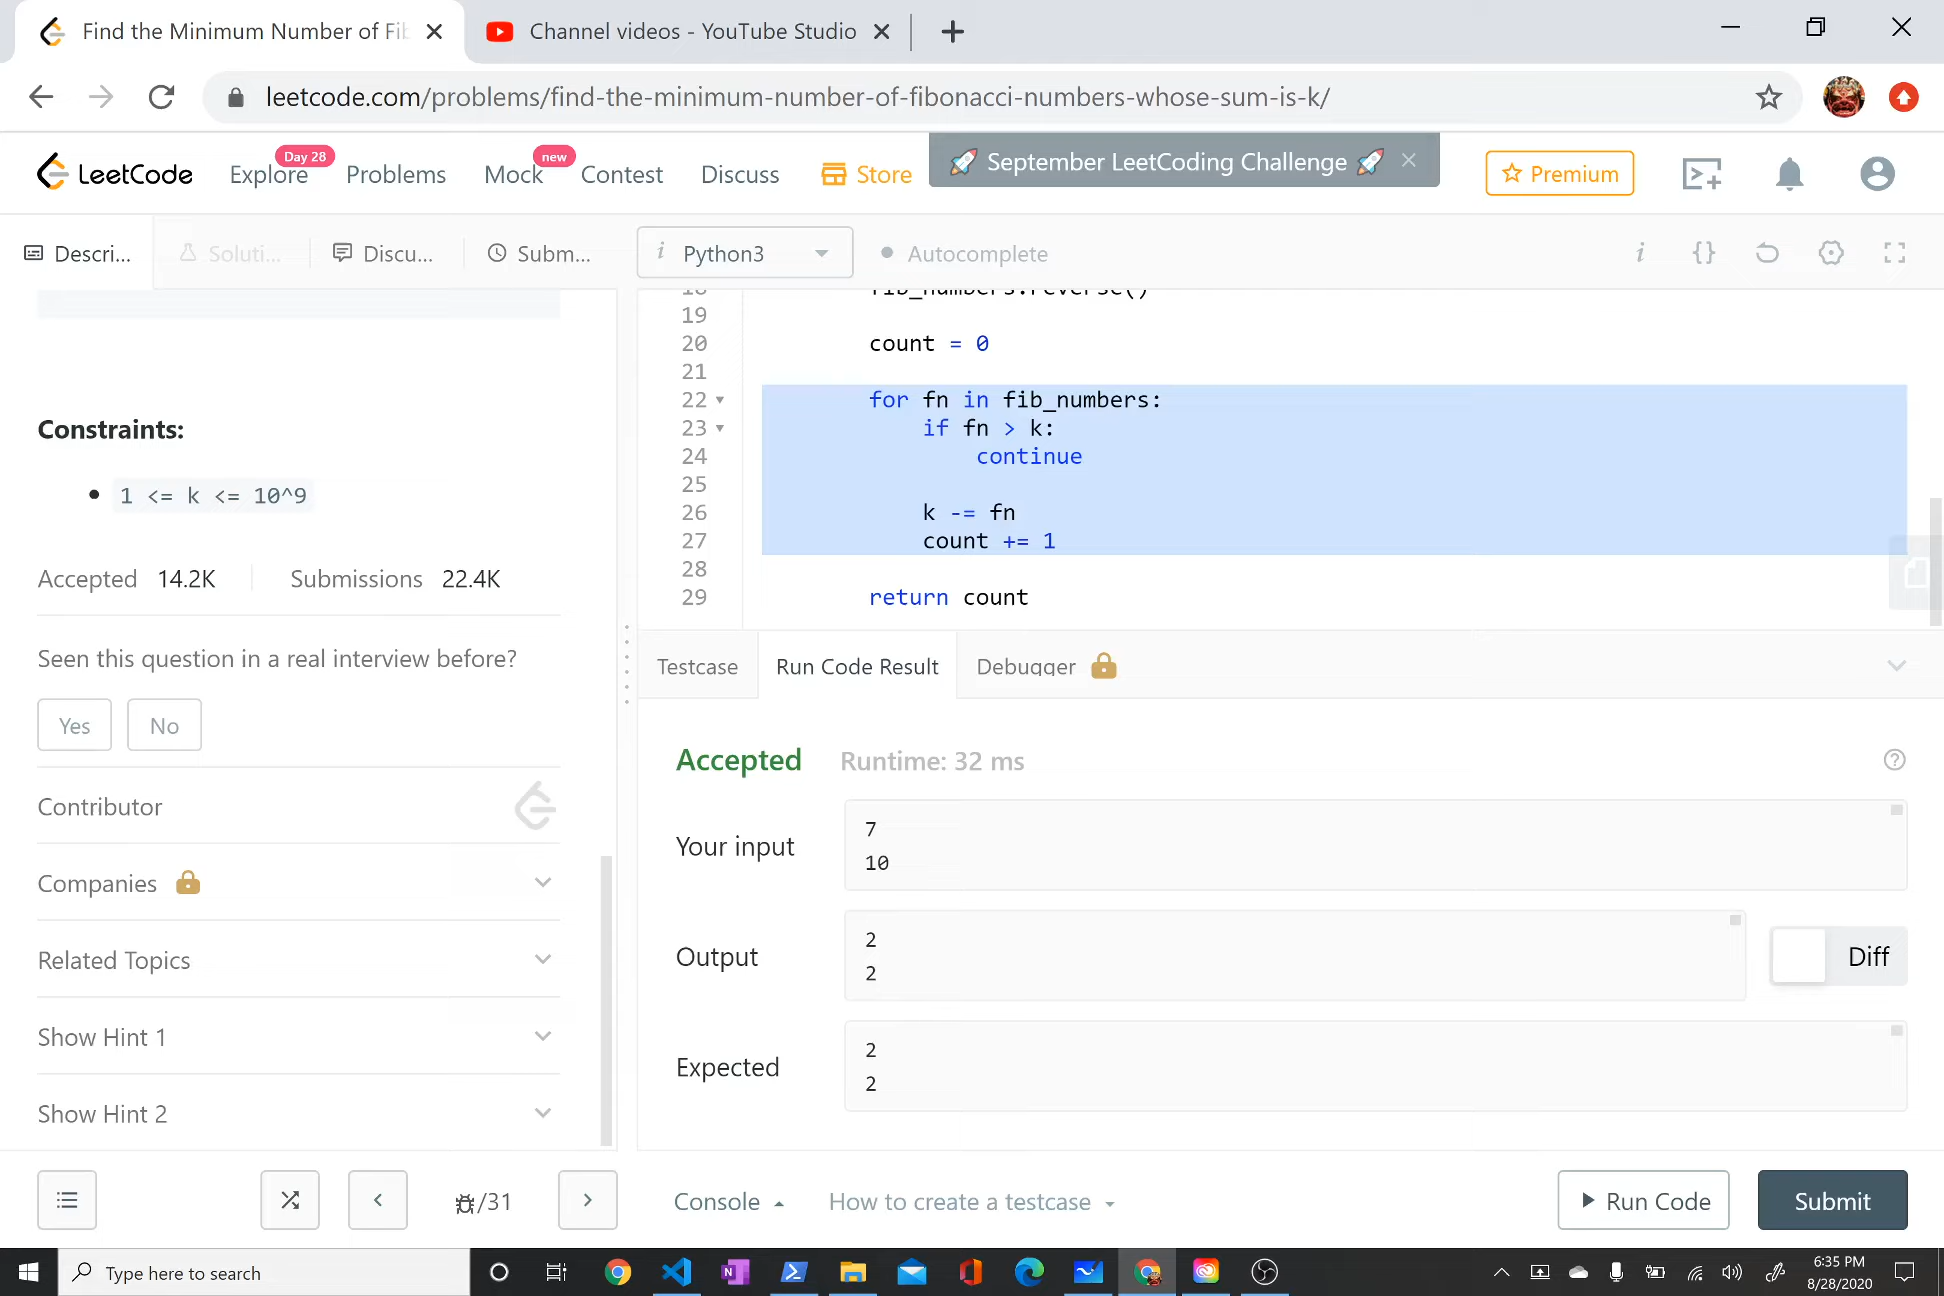 Find the Minimum Number of Fib
Channel videos - YouTube Studio
leetcode.com/problems/find-the-minimum-number-of-fibonacci-numbers-whose-sum-is-k/
LeetCode
Explore
Day 28
Problems
Mock
new
Contest
Discuss
Store
🚀 September LeetCoding Challenge 🚀
Premium
Descri...
Soluti...
Discu...
Subm...
i Python3
Autocomplete
i {}
Constraints:
1 <= k <= 10^9
Accepted 14.2K
Submissions 22.4K
Seen this question in a real interview before?
Yes
No
Contributor
Companies
Related Topics
Show Hint 1
Show Hint 2
18 fib_numbers.reverse()
19
20 count = 0
21
22 for fn in fib_numbers:
23 if fn > k:
24 continue
25
26 k -= fn
27 count += 1
28
29 return count
Testcase
Run Code Result
Debugger
Accepted
Runtime: 32 ms
Your input
7
10
Output
2
2
Diff
Expected
2
2
/31
Console
How to create a testcase
Run Code
Submit
Type here to search
6:35 PM
8/28/2020